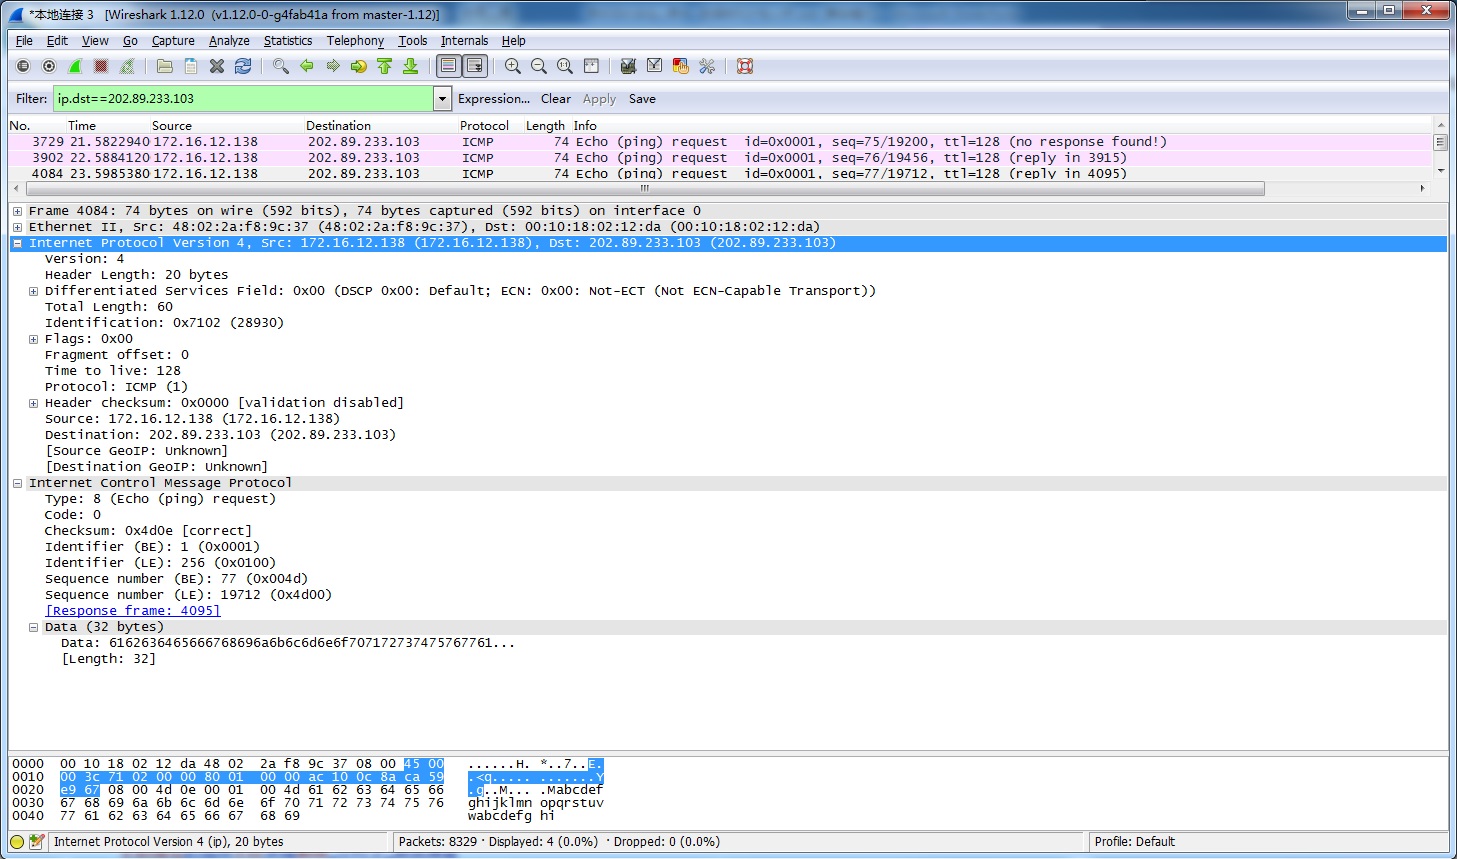 *本地连接 3   [Wireshark 1.12.0  (v1.12.0-0-g4fab41a from master-1.12)]
File Edit View Go Capture Analyze Statistics Telephony Tools Internals Help
Filter: ip.dst==202.89.233.103 Expression... Clear Apply Save
No. Time Source Destination Protocol Length Info
3729 21.5822940 172.16.12.138 202.89.233.103 ICMP 74 Echo (ping) request  id=0x0001, seq=75/19200, ttl=128 (no response found!)
3902 22.5884120 172.16.12.138 202.89.233.103 ICMP 74 Echo (ping) request  id=0x0001, seq=76/19456, ttl=128 (reply in 3915)
4084 23.5985380 172.16.12.138 202.89.233.103 ICMP 74 Echo (ping) request  id=0x0001, seq=77/19712, ttl=128 (reply in 4095)
Frame 4084: 74 bytes on wire (592 bits), 74 bytes captured (592 bits) on interface 0
Ethernet II, Src: 48:02:2a:f8:9c:37 (48:02:2a:f8:9c:37), Dst: 00:10:18:02:12:da (00:10:18:02:12:da)
Internet Protocol Version 4, Src: 172.16.12.138 (172.16.12.138), Dst: 202.89.233.103 (202.89.233.103)
Version: 4
Header Length: 20 bytes
Differentiated Services Field: 0x00 (DSCP 0x00: Default; ECN: 0x00: Not-ECT (Not ECN-Capable Transport))
Total Length: 60
Identification: 0x7102 (28930)
Flags: 0x00
Fragment offset: 0
Time to live: 128
Protocol: ICMP (1)
Header checksum: 0x0000 [validation disabled]
Source: 172.16.12.138 (172.16.12.138)
Destination: 202.89.233.103 (202.89.233.103)
[Source GeoIP: Unknown]
[Destination GeoIP: Unknown]
Internet Control Message Protocol
Type: 8 (Echo (ping) request)
Code: 0
Checksum: 0x4d0e [correct]
Identifier (BE): 1 (0x0001)
Identifier (LE): 256 (0x0100)
Sequence number (BE): 77 (0x004d)
Sequence number (LE): 19712 (0x4d00)
[Response frame: 4095]
Data (32 bytes)
Data: 6162636465666768696a6b6c6d6e6f707172737475767761...
[Length: 32]
0000 00 10 18 02 12 da 48 02 2a f8 9c 37 08 00 45 00 ......H. *..7..E.
0010 00 3c 71 02 00 00 80 01 00 00 ac 10 0c 8a ca 59 .<q..... .......Y
0020 e9 67 08 00 4d 0e 00 01 00 4d 61 62 63 64 65 66 .g..M... .Mabcdef
0030 67 68 69 6a 6b 6c 6d 6e 6f 70 71 72 73 74 75 76 ghijklmn opqrstuv
0040 77 61 62 63 64 65 66 67 68 69 wabcdefg hi
Internet Protocol Version 4 (ip), 20 bytes Packets: 8329 · Displayed: 4 (0.0%) · Dropped: 0 (0.0%) Profile: Default